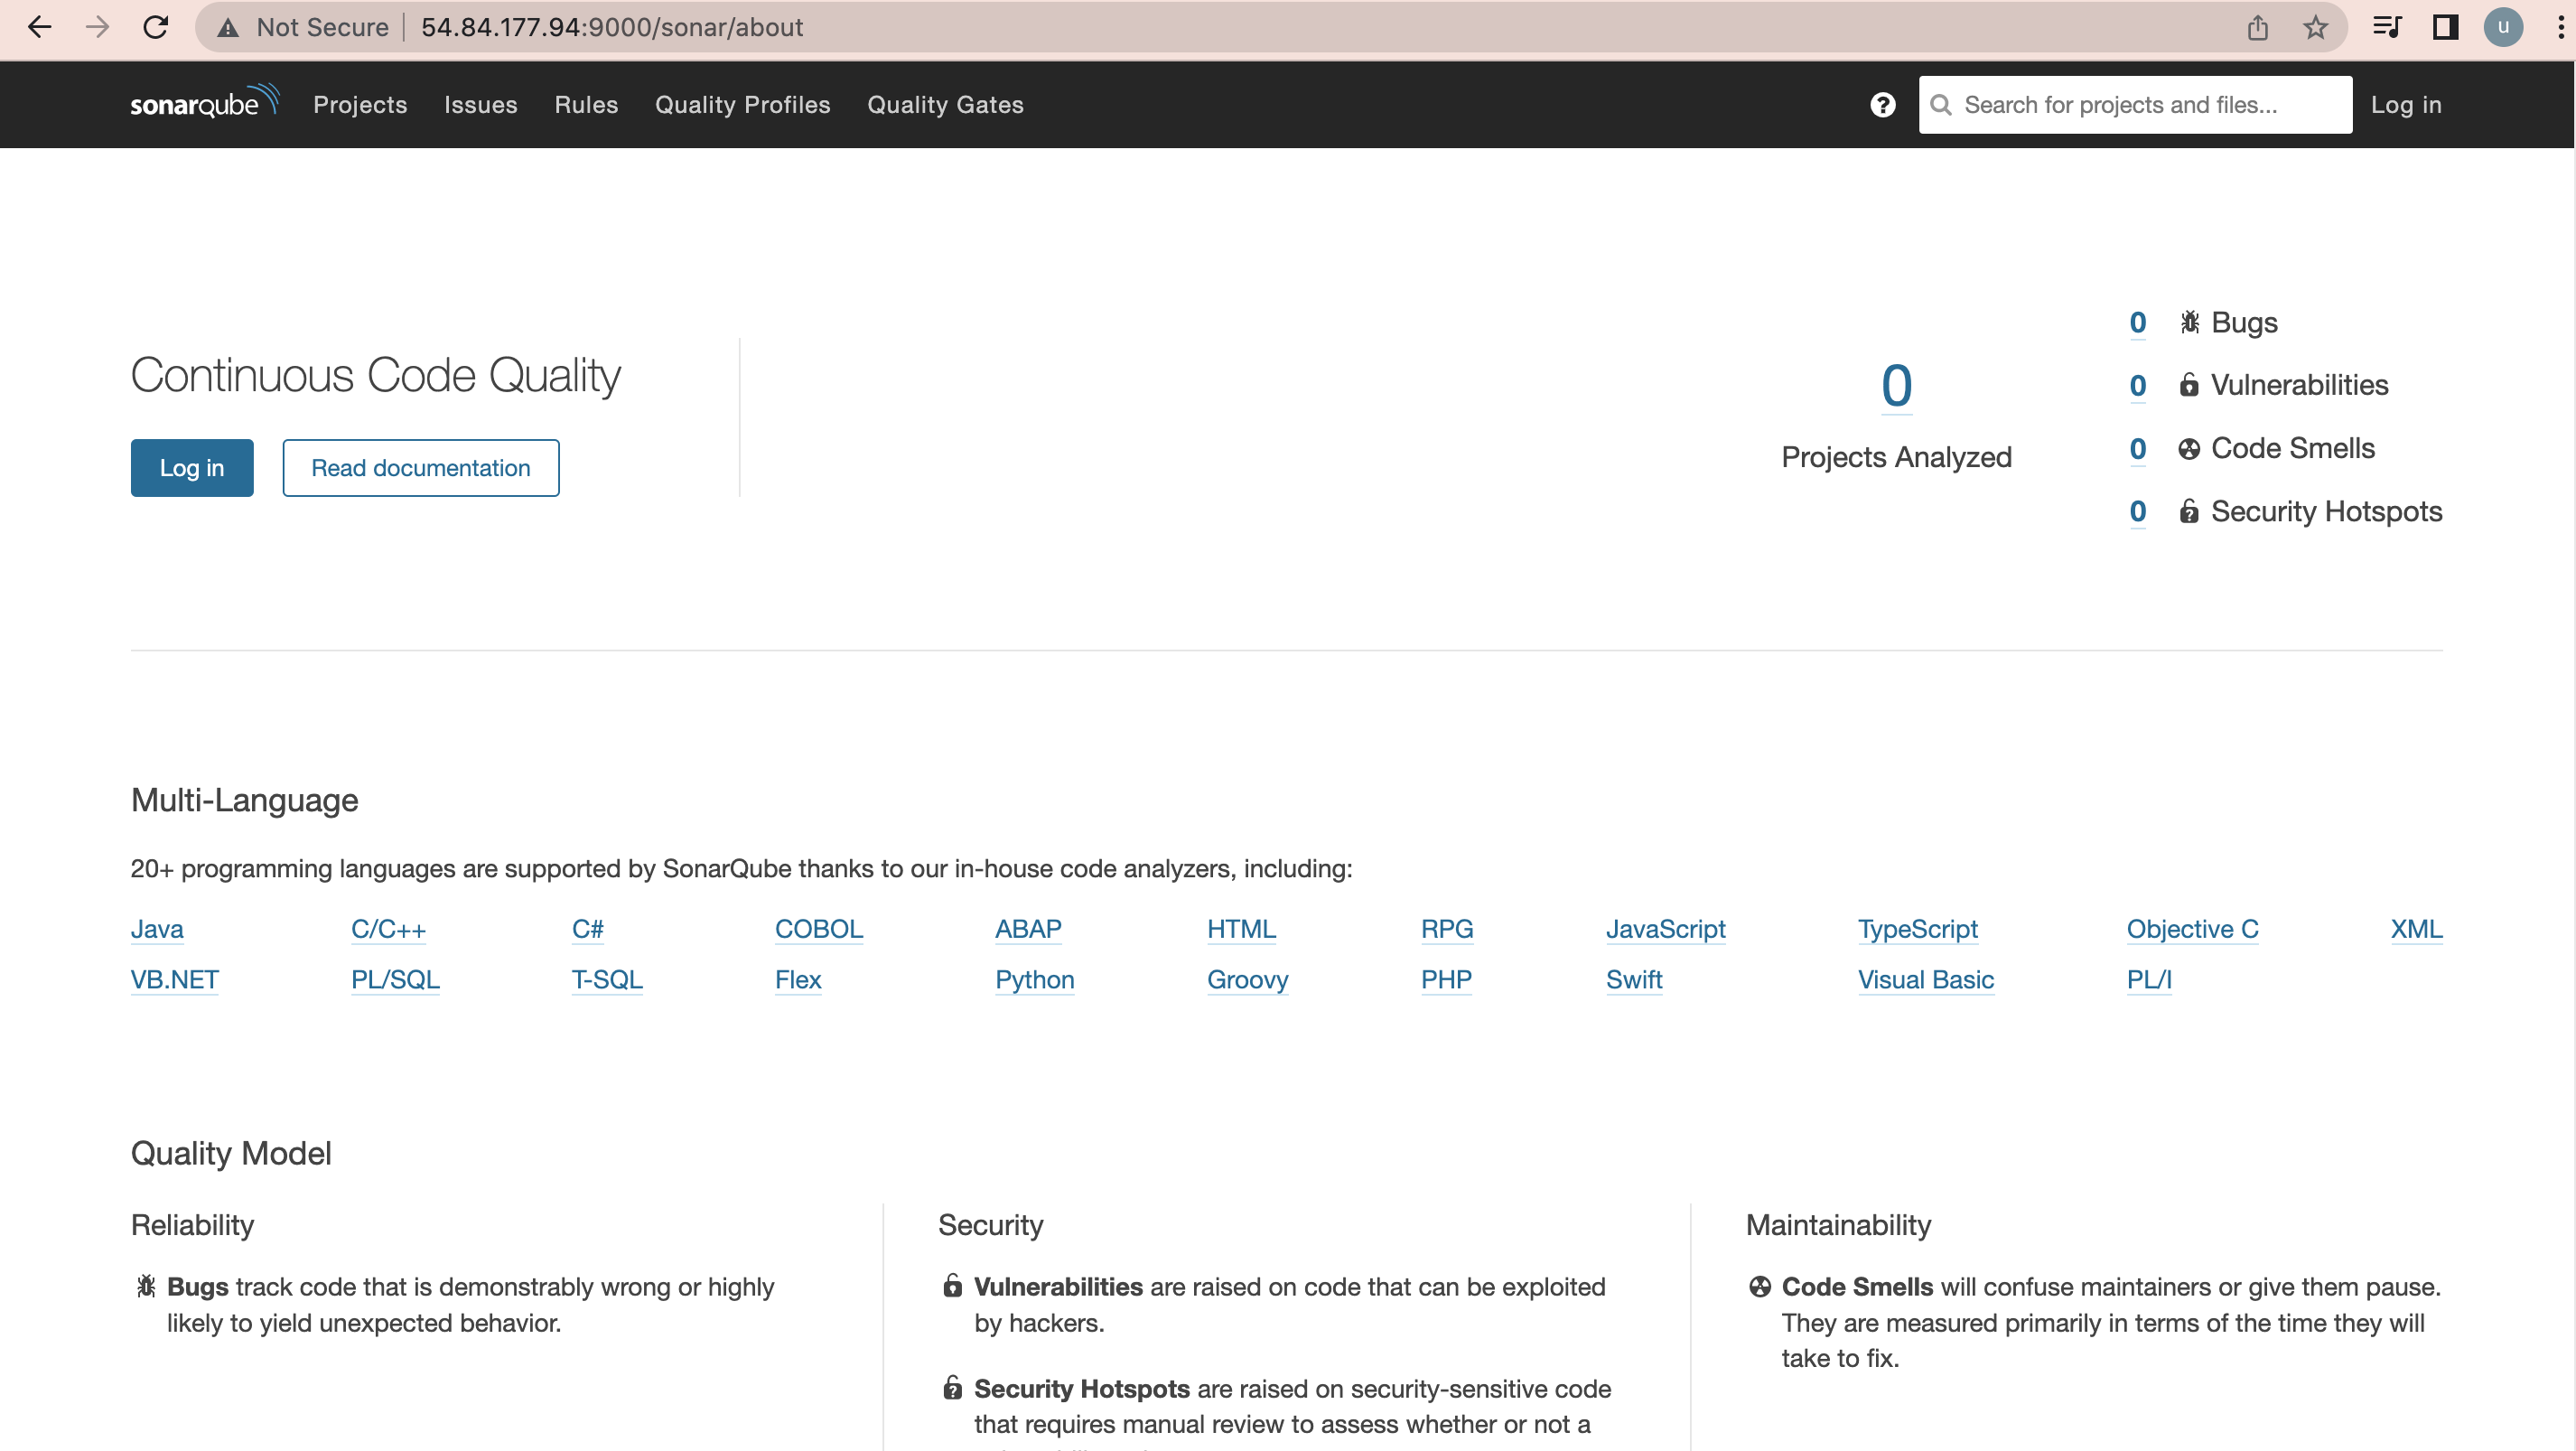 Not Secure 54.84.177.94:9000/sonar/about
u
sonarqube Projects Issues Rules Quality Profiles Quality Gates
? Search for projects and files... Log in
Continuous Code Quality
Log in Read documentation
0
Projects Analyzed
0 Bugs
0 Vulnerabilities
0 Code Smells
0 Security Hotspots
Multi-Language
20+ programming languages are supported by SonarQube thanks to our in-house code analyzers, including:
Java C/C++ C# COBOL ABAP HTML RPG JavaScript TypeScript Objective C XML
VB.NET PL/SQL T-SQL Flex Python Groovy PHP Swift Visual Basic PL/I
Quality Model
Reliability
Bugs track code that is demonstrably wrong or highly
likely to yield unexpected behavior.
Security
Vulnerabilities are raised on code that can be exploited
by hackers.
Security Hotspots are raised on security-sensitive code
that requires manual review to assess whether or not a
Maintainability
Code Smells will confuse maintainers or give them pause.
They are measured primarily in terms of the time they will
take to fix.